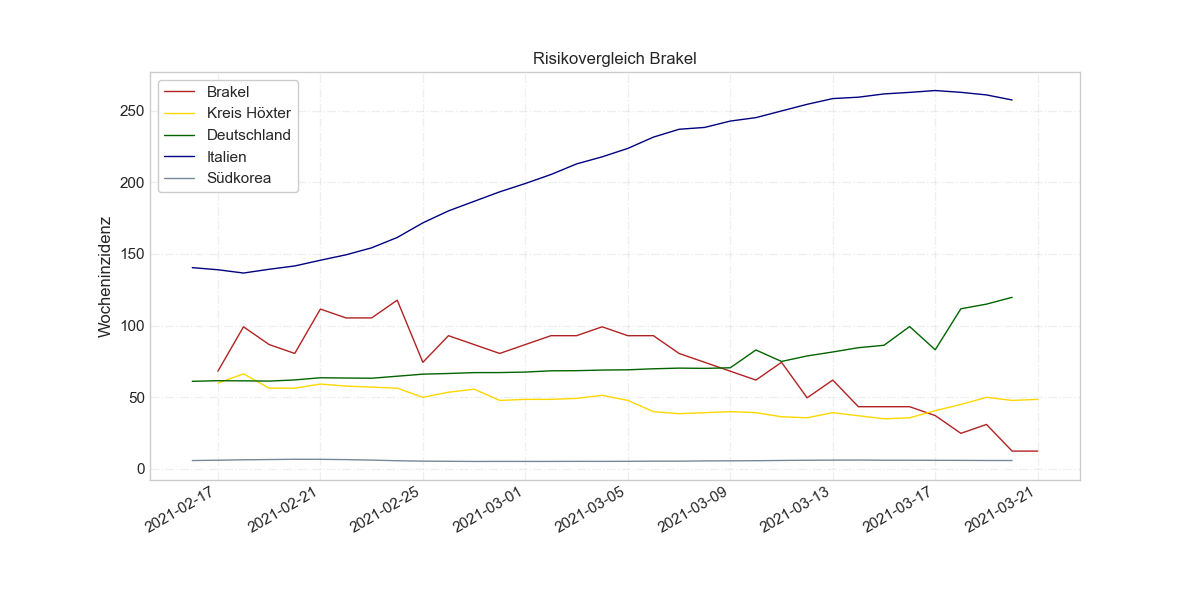 Risikovergleich Brakel
Brakel
Kreis Höxter
Deutschland
Italien
Südkorea
Wocheninzidenz
250
200
150
100
50
0
2021-02-17
2021-02-21
2021-02-25
2021-03-01
2021-03-05
2021-03-09
2021-03-13
2021-03-17
2021-03-21